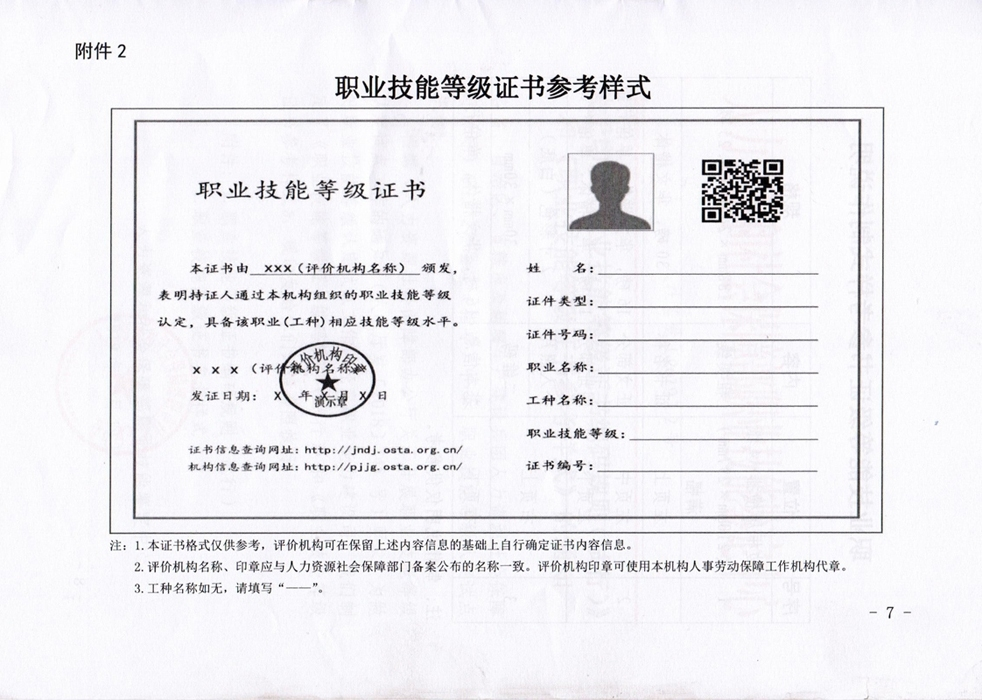 附件 2
职业技能等级证书参考样式
职业技能等级证书
本证书由 XXX（评价机构名称） 颁发，
表明持证人通过本机构组织的职业技能等级
认定，具备该职业(工种)相应技能等级水平。
X X X （评价机构名称）
发证日期： X 年 X 月 X 日
评价机构印章
演示章
证书信息查询网址：http://jndj.osta.org.cn/
机构信息查询网址：http://pjjg.osta.org.cn/
姓 名：
证件类型：
证件号码：
职业名称：
工种名称：
职业技能等级：
证书编号：
注：1.本证书格式仅供参考，评价机构可在保留上述内容信息的基础上自行确定证书内容信息。
2.评价机构名称、印章应与人力资源社会保障部门备案公布的名称一致。评价机构印章可使用本机构人事劳动保障工作机构代章。
3.工种名称如无，请填写“——”。
- 7 -